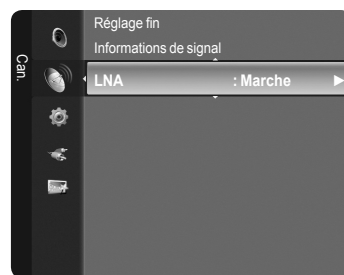 Can.
Réglage fin
Informations de signal
LNA : Marche